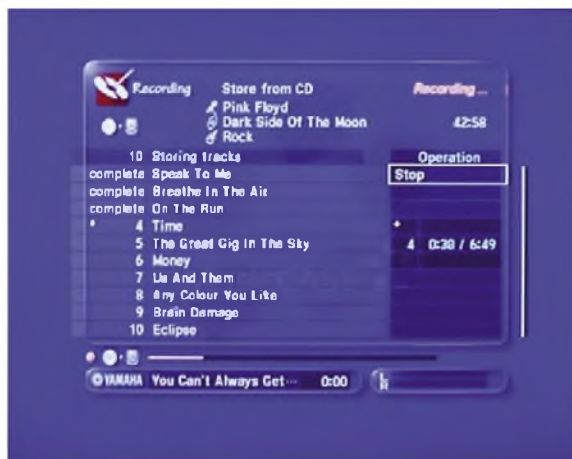 Recording Store from CD Recording...
Pink Floyd
Dark Side Of The Moon 42:58
Rock
10 Storing tracks Operation
complete Speak To Me Stop
complete Breathe In The Air
complete On The Run
4 Time
5 The Great Gig In The Sky 4 0:30 / 6:49
6 Money
7 Us And Them
8 Any Colour You Like
9 Brain Damage
10 Eclipse
YAMAHA You Can't Always Get... 0:00